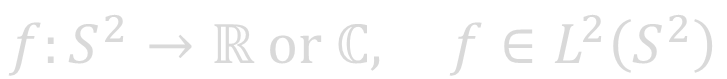 f: S² → ℝ or ℂ, f ∈ L²(S²)